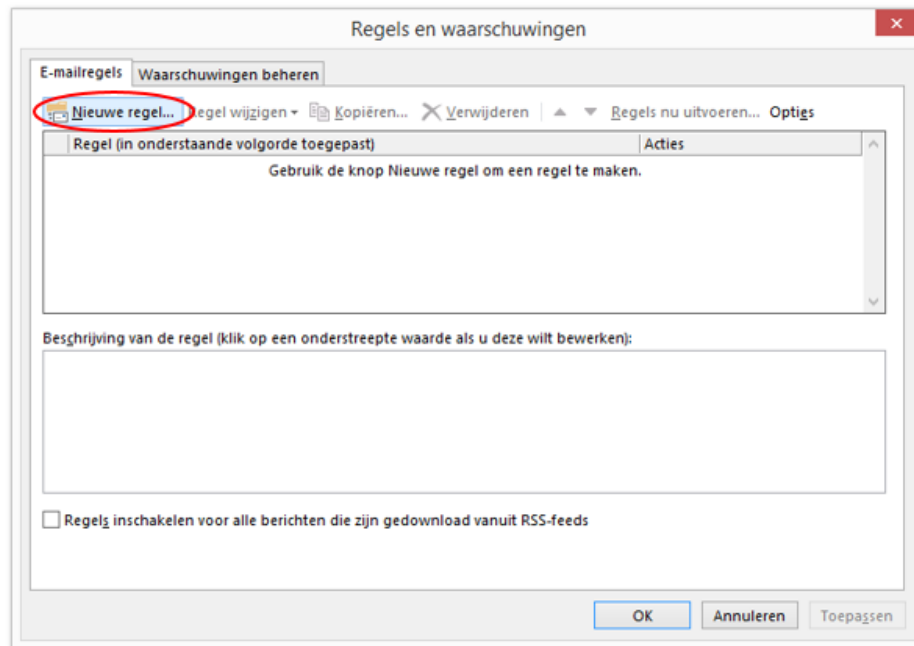 Regels en waarschuwingen
E-mailregels Waarschuwingen beheren
Nieuwe regel... Regel wijzigen Kopiëren... Verwijderen Regels nu uitvoeren... Opties
Regel (in onderstaande volgorde toegepast) Acties
Gebruik de knop Nieuwe regel om een regel te maken.
Beschrijving van de regel (klik op een onderstreepte waarde als u deze wilt bewerken):
Regels inschakelen voor alle berichten die zijn gedownload vanuit RSS-feeds
OK Annuleren Toepassen